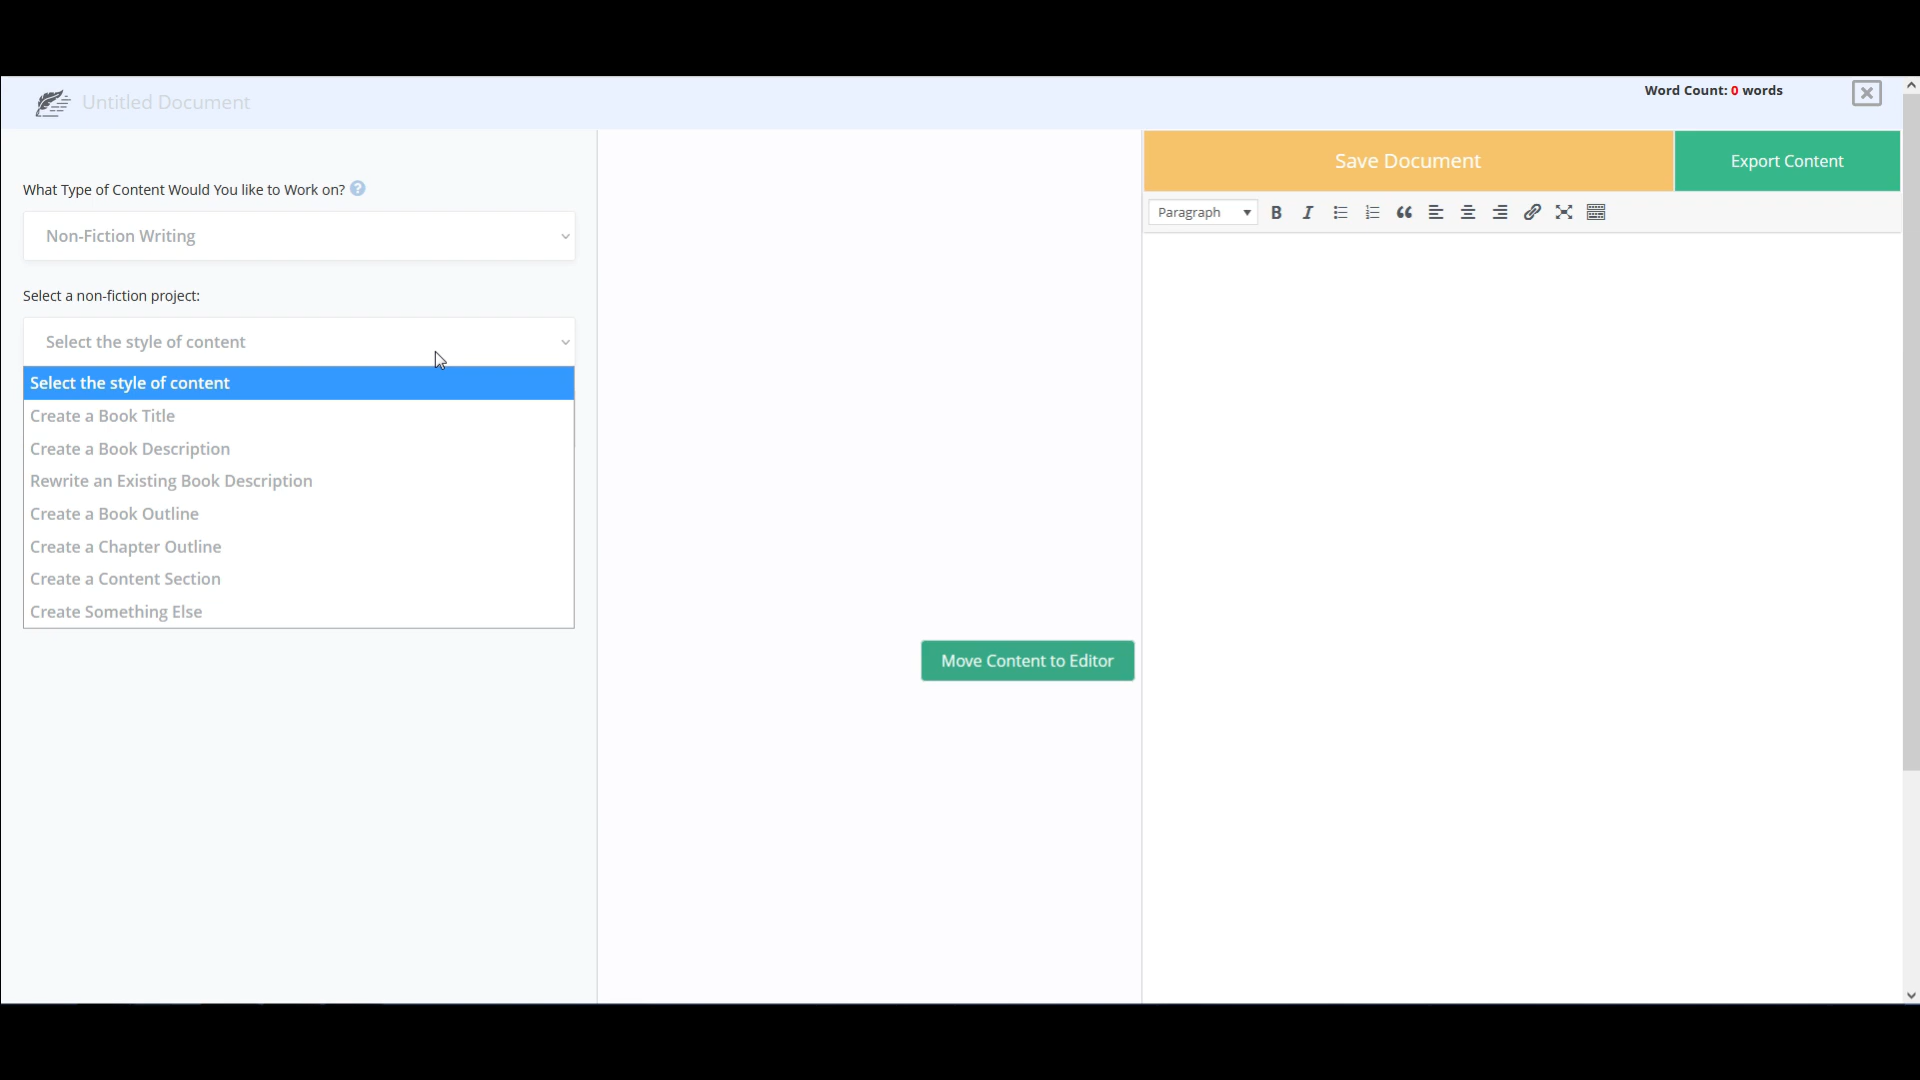 Untitled Document
Word Count: 0 words
What Type of Content Would You like to Work on?
Non-Fiction Writing
Select a non-fiction project:
Select the style of content
Select the style of content
Create a Book Title
Create a Book Description
Rewrite an Existing Book Description
Create a Book Outline
Create a Chapter Outline
Create a Content Section
Create Something Else
Move Content to Editor
Save Document
Export Content
Paragraph